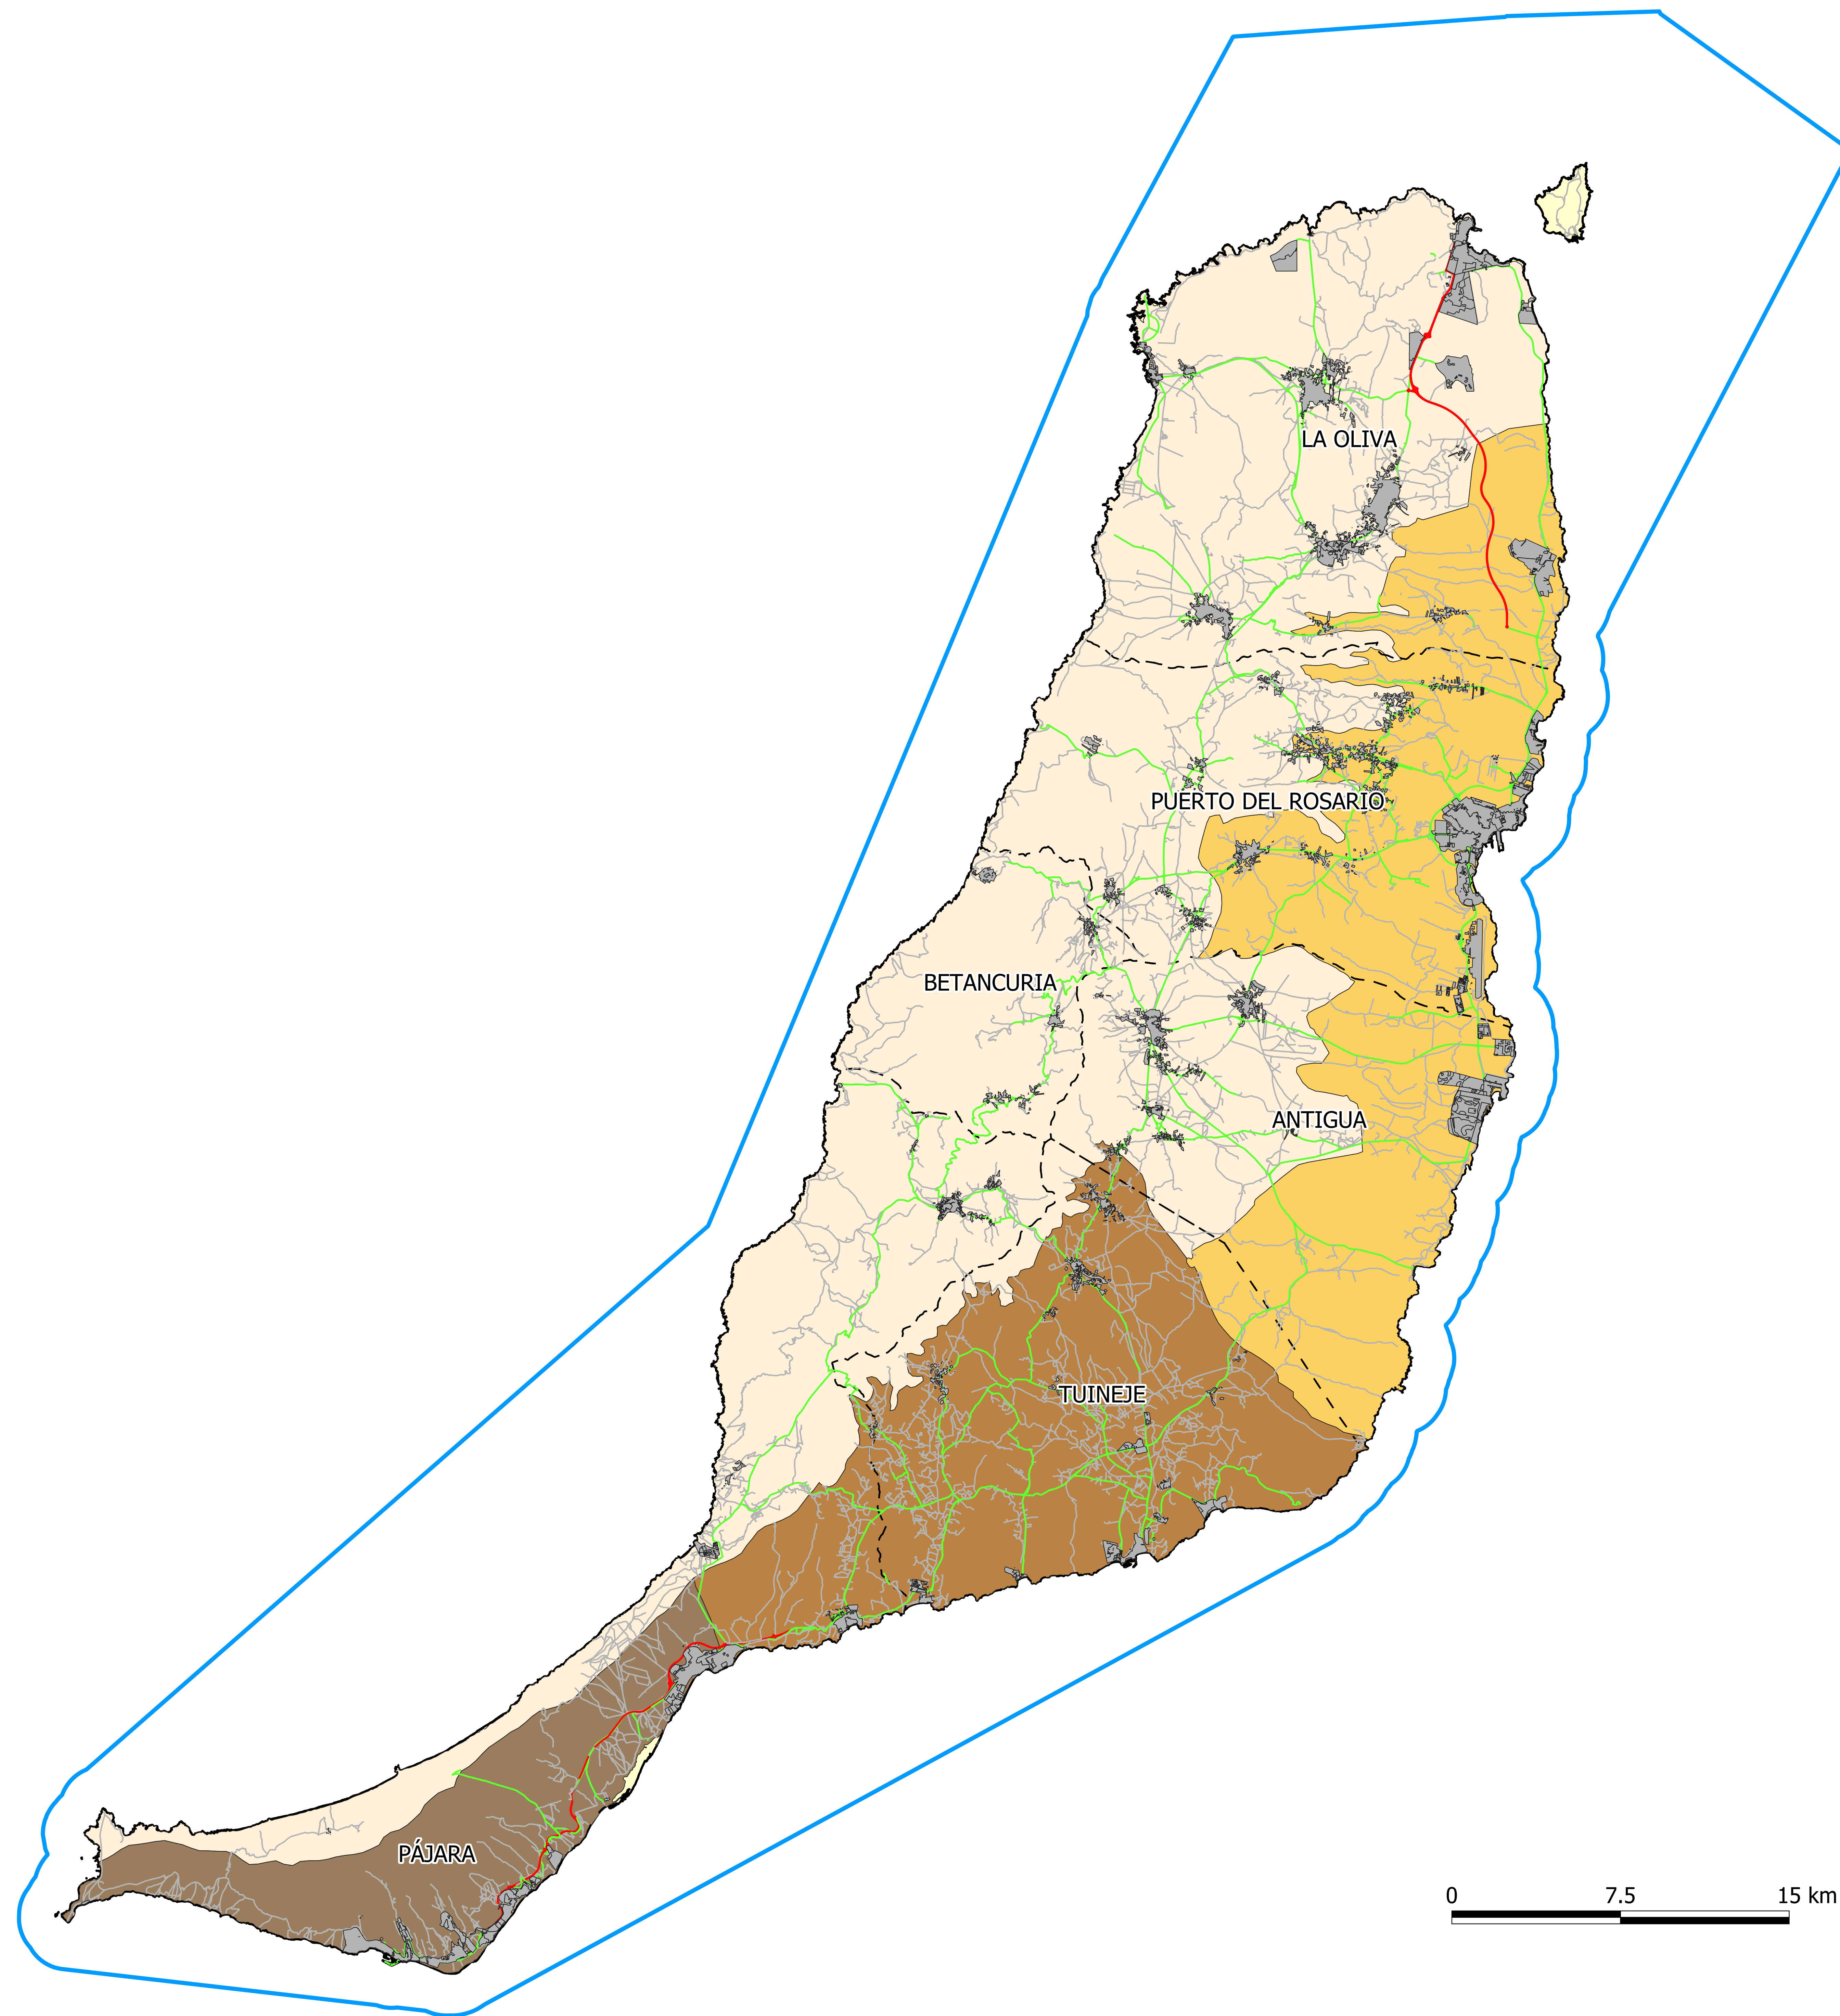 LA OLIVA
PUERTO DEL ROSARIO
BETANCURIA
ANTIGUA
TUINEJE
PÁJARA
0 7.5 15 km